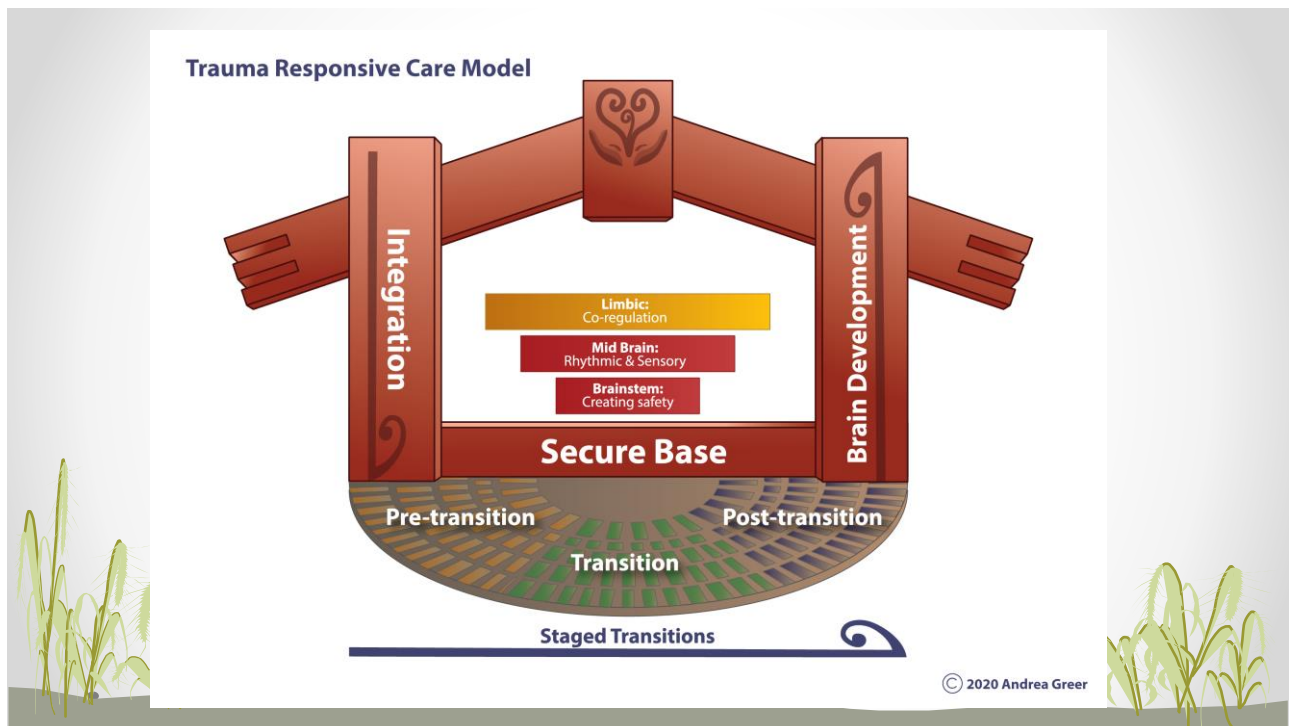 Trauma Responsive Care Model
Integration
Brain Development
Limbic:
Co-regulation
Mid Brain:
Rhythmic & Sensory
Brainstem:
Creating safety
Secure Base
Pre-transition
Post-transition
Transition
Staged Transitions
© 2020 Andrea Greer